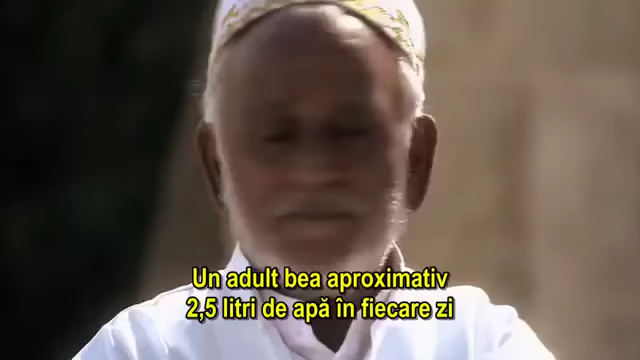 Un adult bea aproximativ
2,5 litri de apă în fiecare zi